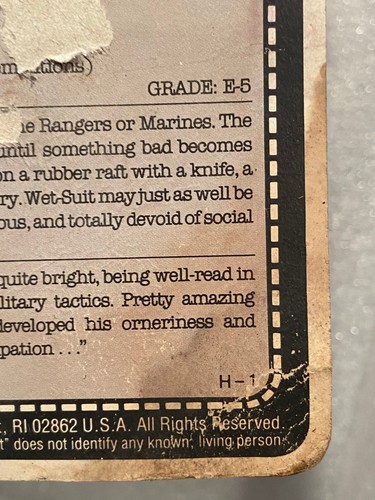 GRADE: E-5
ne Rangers or Marines. The
until something bad becomes
on a rubber raft with a knife, a
ry. Wet-Suit may just as well be
ous, and totally devoid of social
quite bright, being well-read in
litary tactics. Pretty amazing
developed his orneriness and
pation . . ."
H-1
, RI 02862 U.S.A. All Rights Reserved.
t" does not identify any known, living person